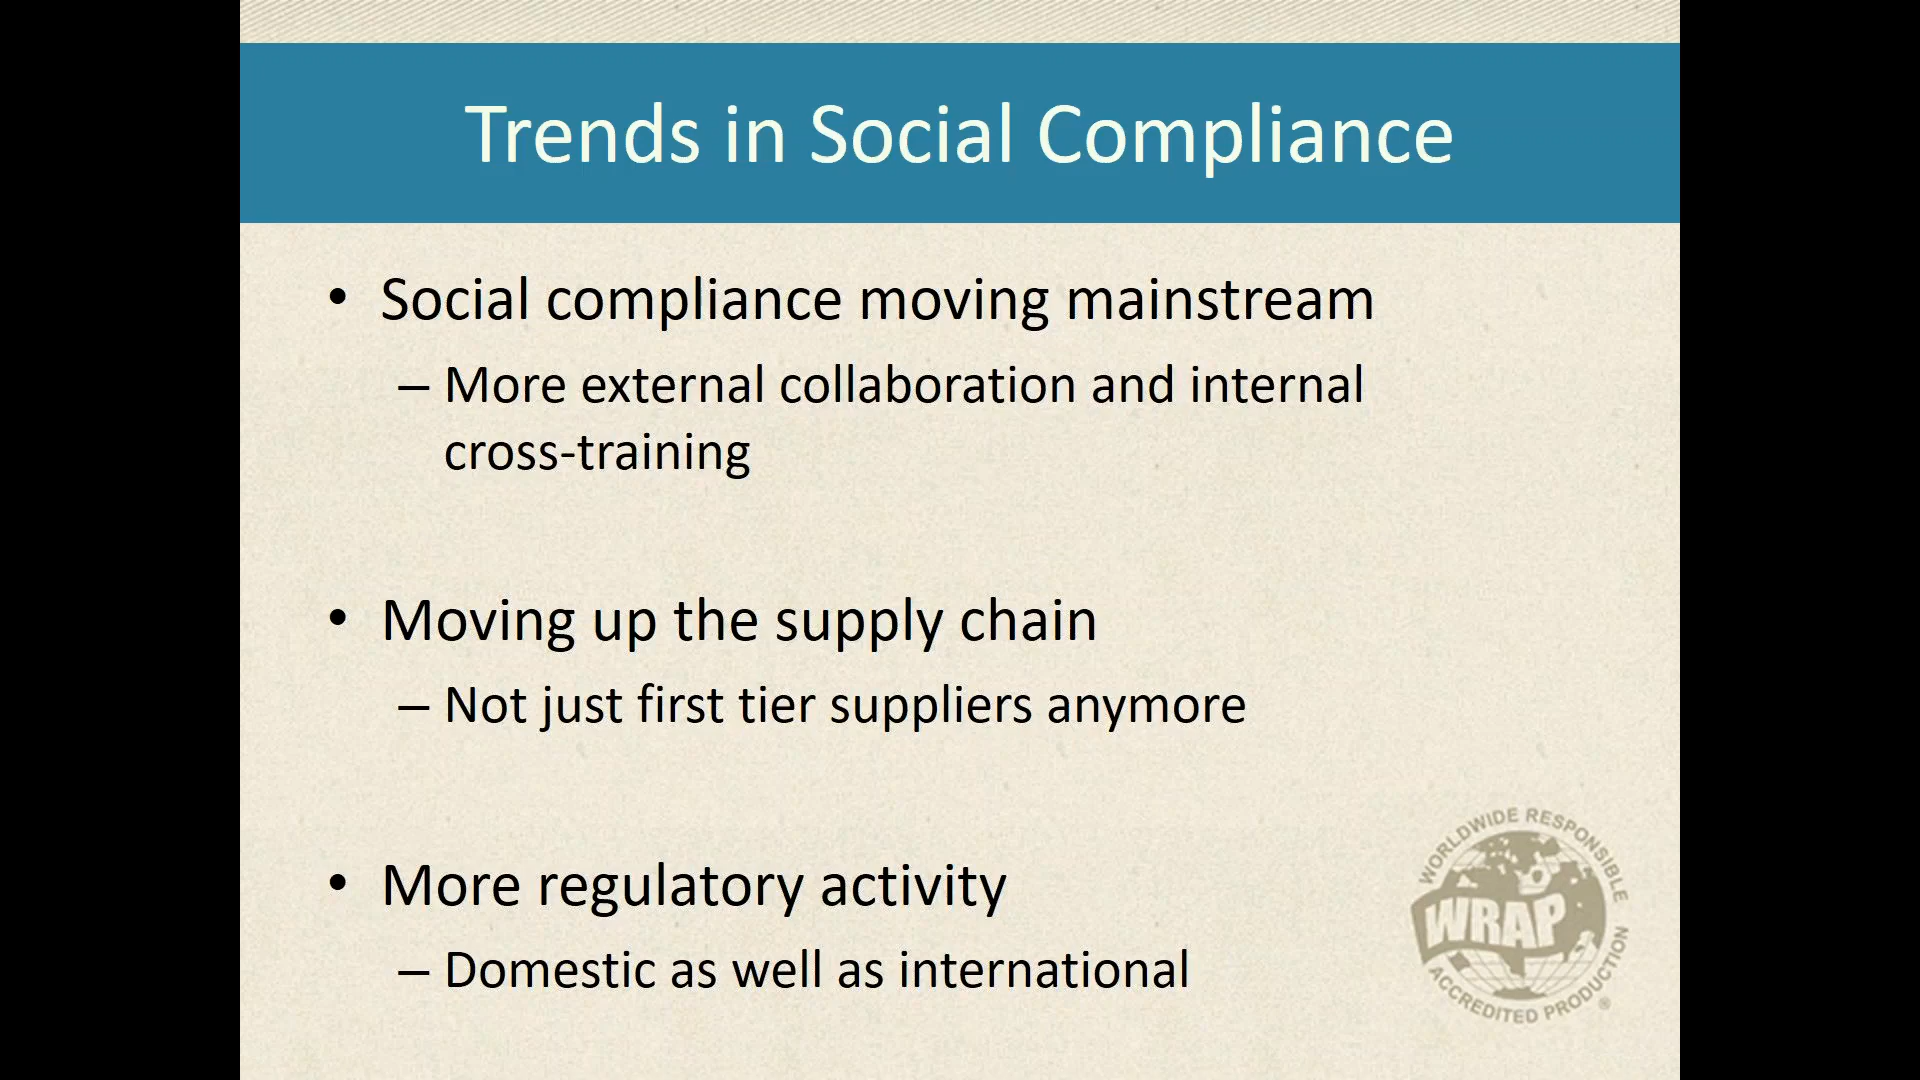 Trends in Social Compliance
• Social compliance moving mainstream
– More external collaboration and internal
cross-training
• Moving up the supply chain
– Not just first tier suppliers anymore
• More regulatory activity
– Domestic as well as international
WORLDWIDE RESPONSIBLE
WRAP
ACCREDITED PRODUCTION
®